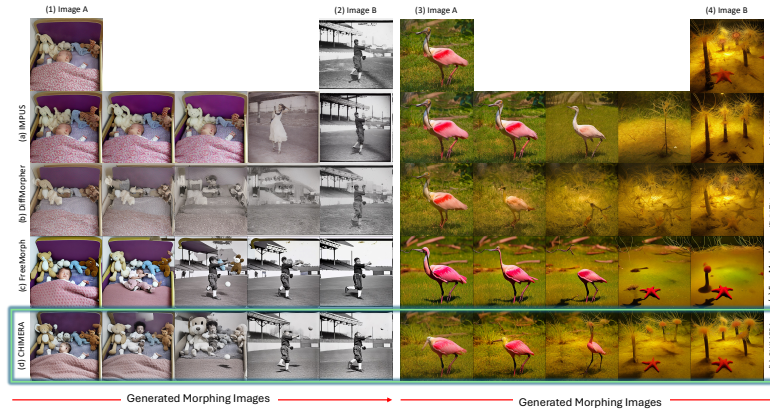 (1) Image A
(2) Image B
(3) Image A
(4) Image B
(a) IMPUS
(b) DiffMorpher
(c) FreeMorph
(d) CHIMERA
Generated Morphing Images
Generated Morphing Images